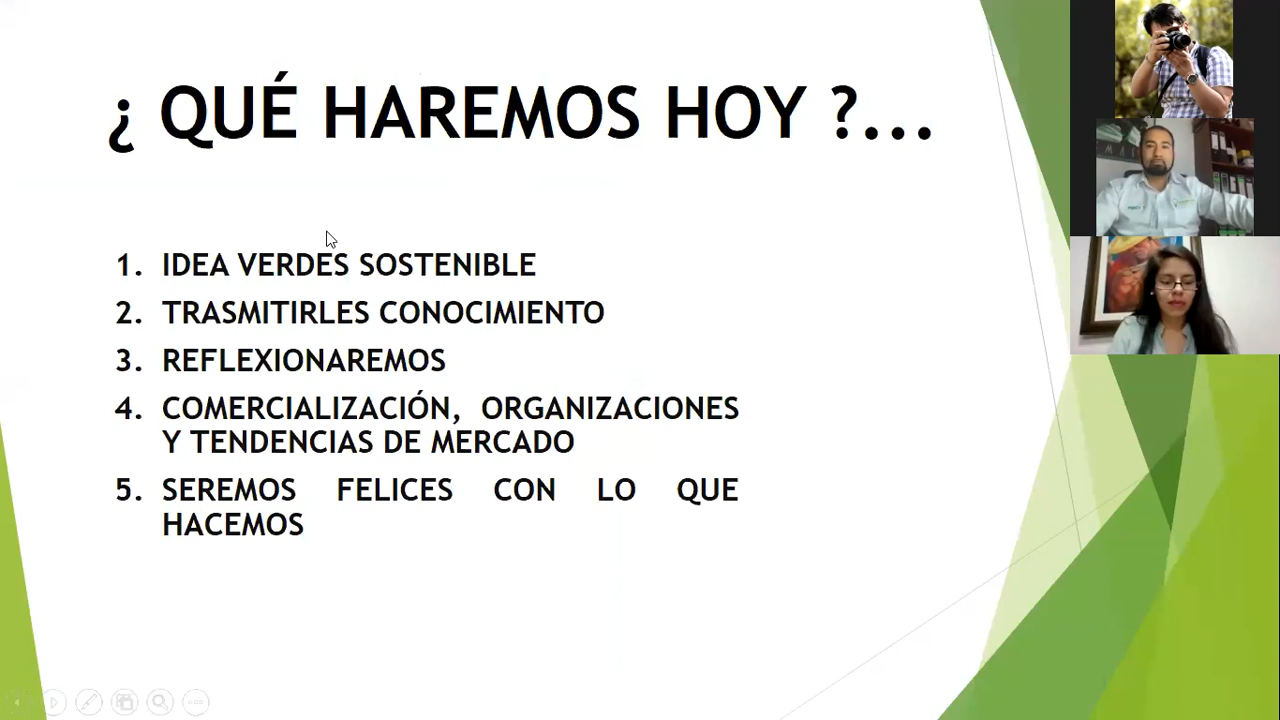 ¿ QUÉ HAREMOS HOY ?...
1. IDEA VERDES SOSTENIBLE
2. TRASMITIRLES CONOCIMIENTO
3. REFLEXIONAREMOS
4. COMERCIALIZACIÓN, ORGANIZACIONES
Y TENDENCIAS DE MERCADO
5. SEREMOS FELICES CON LO QUE
HACEMOS